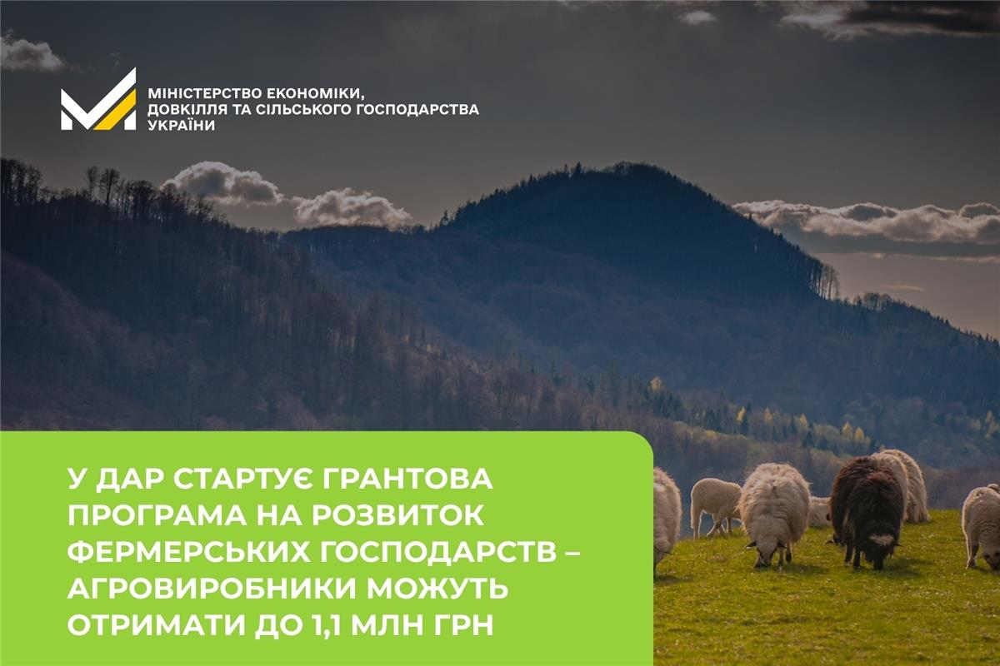 МІНІСТЕРСТВО ЕКОНОМІКИ,
ДОВКІЛЛЯ ТА СІЛЬСЬКОГО ГОСПОДАРСТВА
УКРАЇНИ
У ДАР СТАРТУЄ ГРАНТОВА
ПРОГРАМА НА РОЗВИТОК
ФЕРМЕРСЬКИХ ГОСПОДАРСТВ –
АГРОВИРОБНИКИ МОЖУТЬ
ОТРИМАТИ ДО 1,1 МЛН ГРН